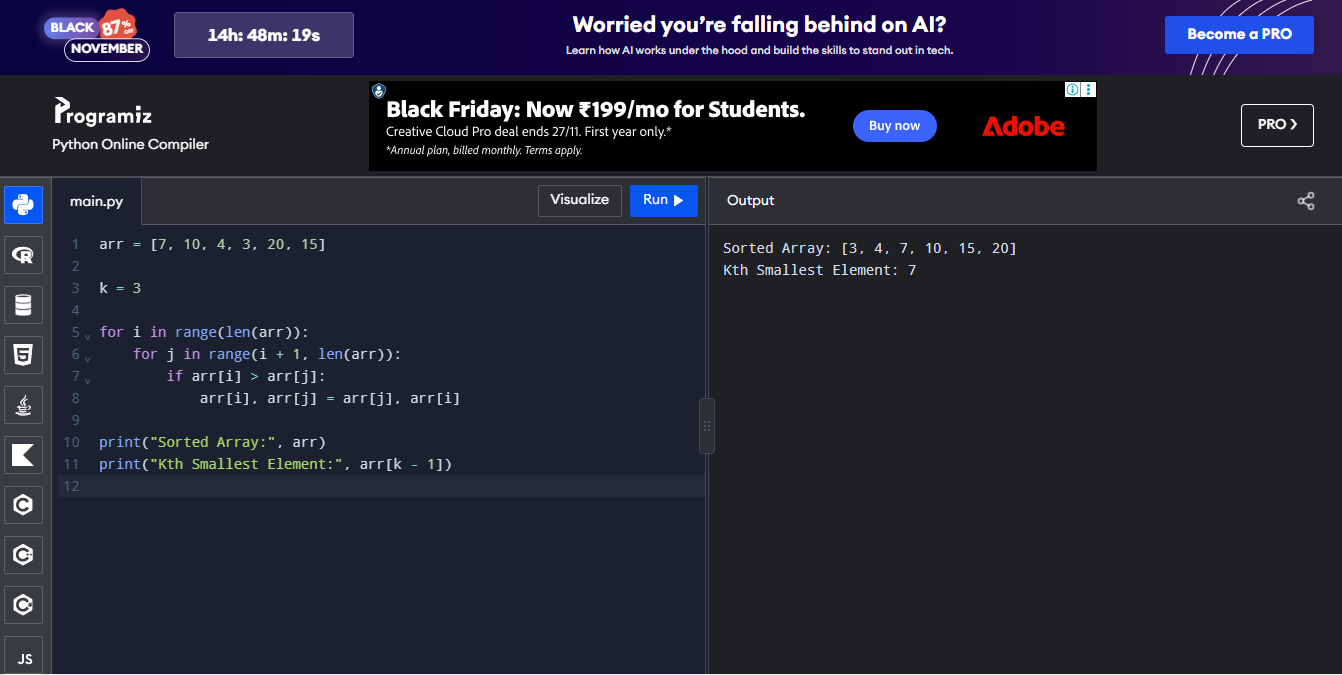 BLACK
87%
OFF
NOVEMBER
14h: 48m: 19s
Worried you're falling behind on AI?
Learn how AI works under the hood and build the skills to stand out in tech.
Become a PRO
Programiz
Python Online Compiler
Black Friday: Now ₹199/mo for Students.
Creative Cloud Pro deal ends 27/11. First year only.*
*Annual plan, billed monthly. Terms apply.
Buy now
Adobe
PRO ❯
main.py
Visualize
Run
1 arr = [7, 10, 4, 3, 20, 15]
2
3 k = 3
4
5 for i in range(len(arr)):
6     for j in range(i + 1, len(arr)):
7         if arr[i] > arr[j]:
8             arr[i], arr[j] = arr[j], arr[i]
9
10 print("Sorted Array:", arr)
11 print("Kth Smallest Element:", arr[k - 1])
12
Output
Sorted Array: [3, 4, 7, 10, 15, 20]
Kth Smallest Element: 7
R
5
C
C
C
JS